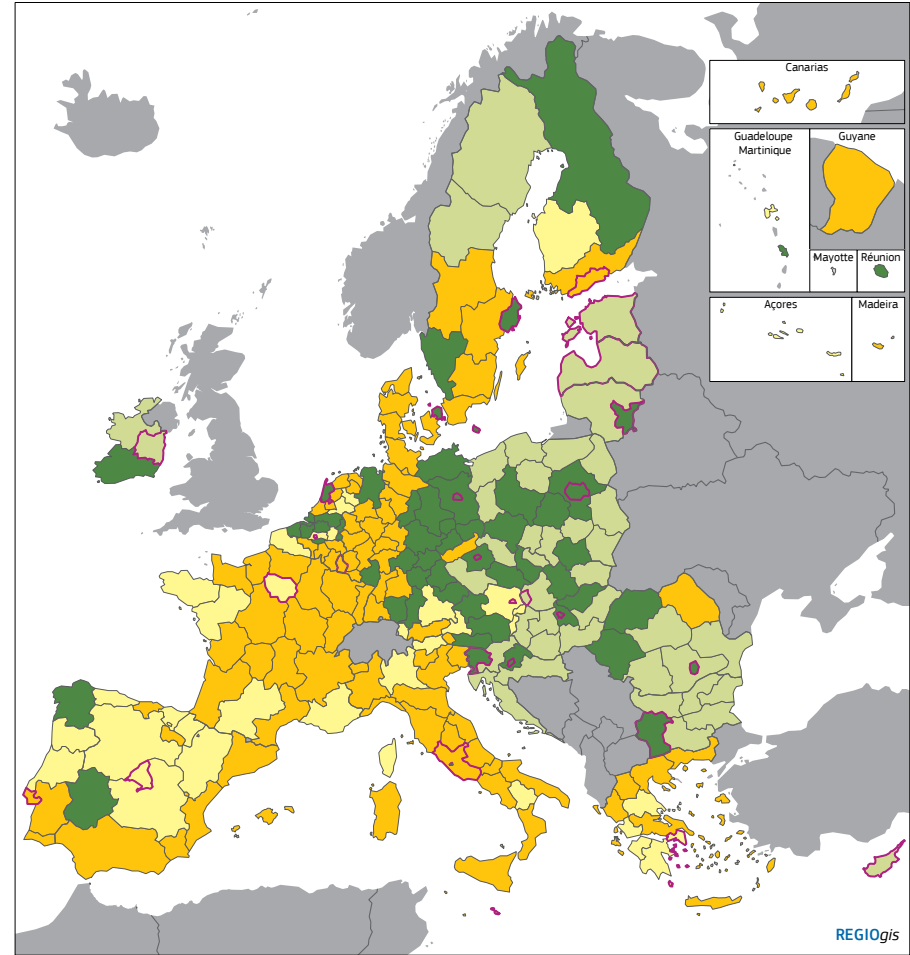 Canarias
Guadeloupe
Martinique
Guyane
Mayotte
Réunion
Açores
Madeira
REGIOgis